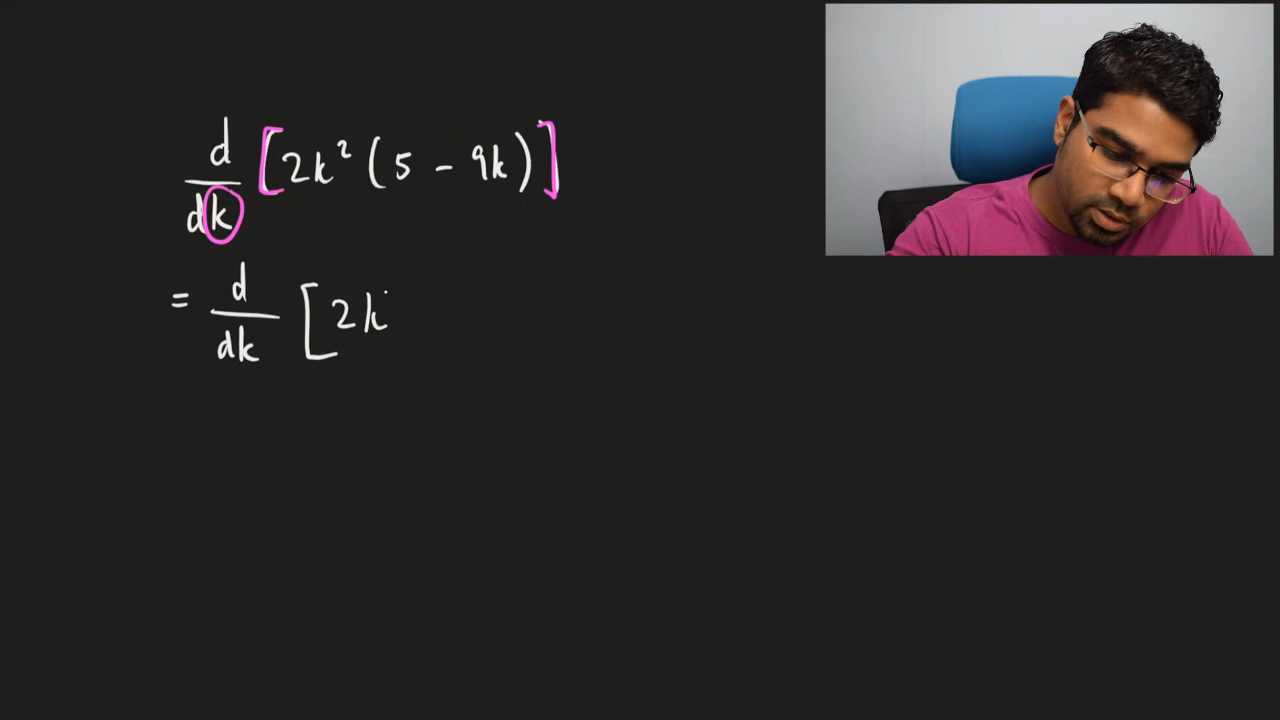 d/dk [2k² (5 - 9k)]
= d/dk [2k